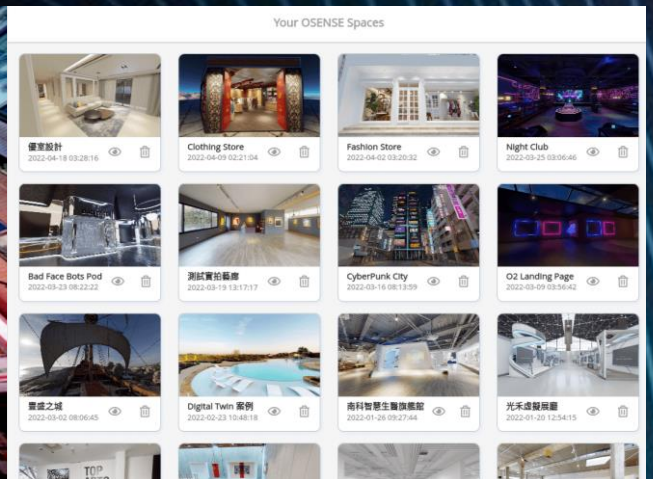 Your OSENSE Spaces
優室設計
2022-04-18 03:28:16
Clothing Store
2022-04-09 02:21:04
Fashion Store
2022-04-02 03:20:32
Night Club
2022-03-25 03:06:46
Bad Face Bots Pod
2022-03-23 08:22:22
測試實拍藝廊
2022-03-19 13:17:17
CyberPunk City
2022-03-16 08:13:59
O2 Landing Page
2022-03-09 03:56:42
豐盛之城
2022-03-02 08:06:45
Digital Twin 案例
2022-02-23 10:48:18
南科智慧生醫旗艦館
2022-01-26 09:27:44
光禾虛擬展廳
2022-01-20 12:54:15
TOP